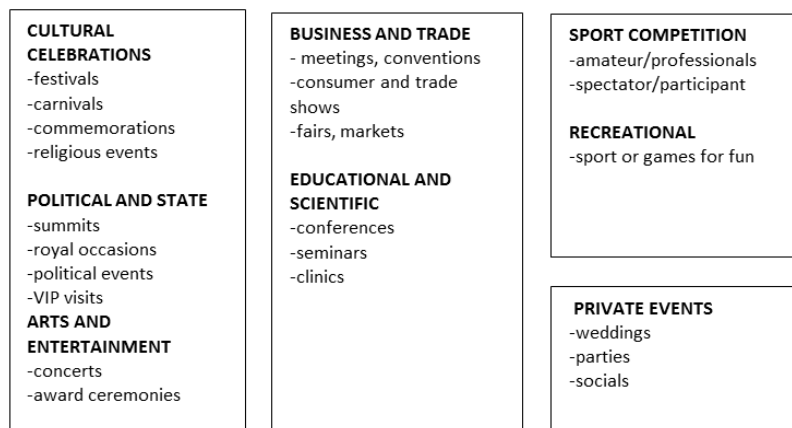 CULTURAL
CELEBRATIONS
-festivals
-carnivals
-commemorations
-religious events
POLITICAL AND STATE
-summits
-royal occasions
-political events
-VIP visits
ARTS AND
ENTERTAINMENT
-concerts
-award ceremonies
BUSINESS AND TRADE
- meetings, conventions
-consumer and trade
shows
-fairs, markets
EDUCATIONAL AND
SCIENTIFIC
-conferences
-seminars
-clinics
SPORT COMPETITION
-amateur/professionals
-spectator/participant
RECREATIONAL
-sport or games for fun
PRIVATE EVENTS
-weddings
-parties
-socials